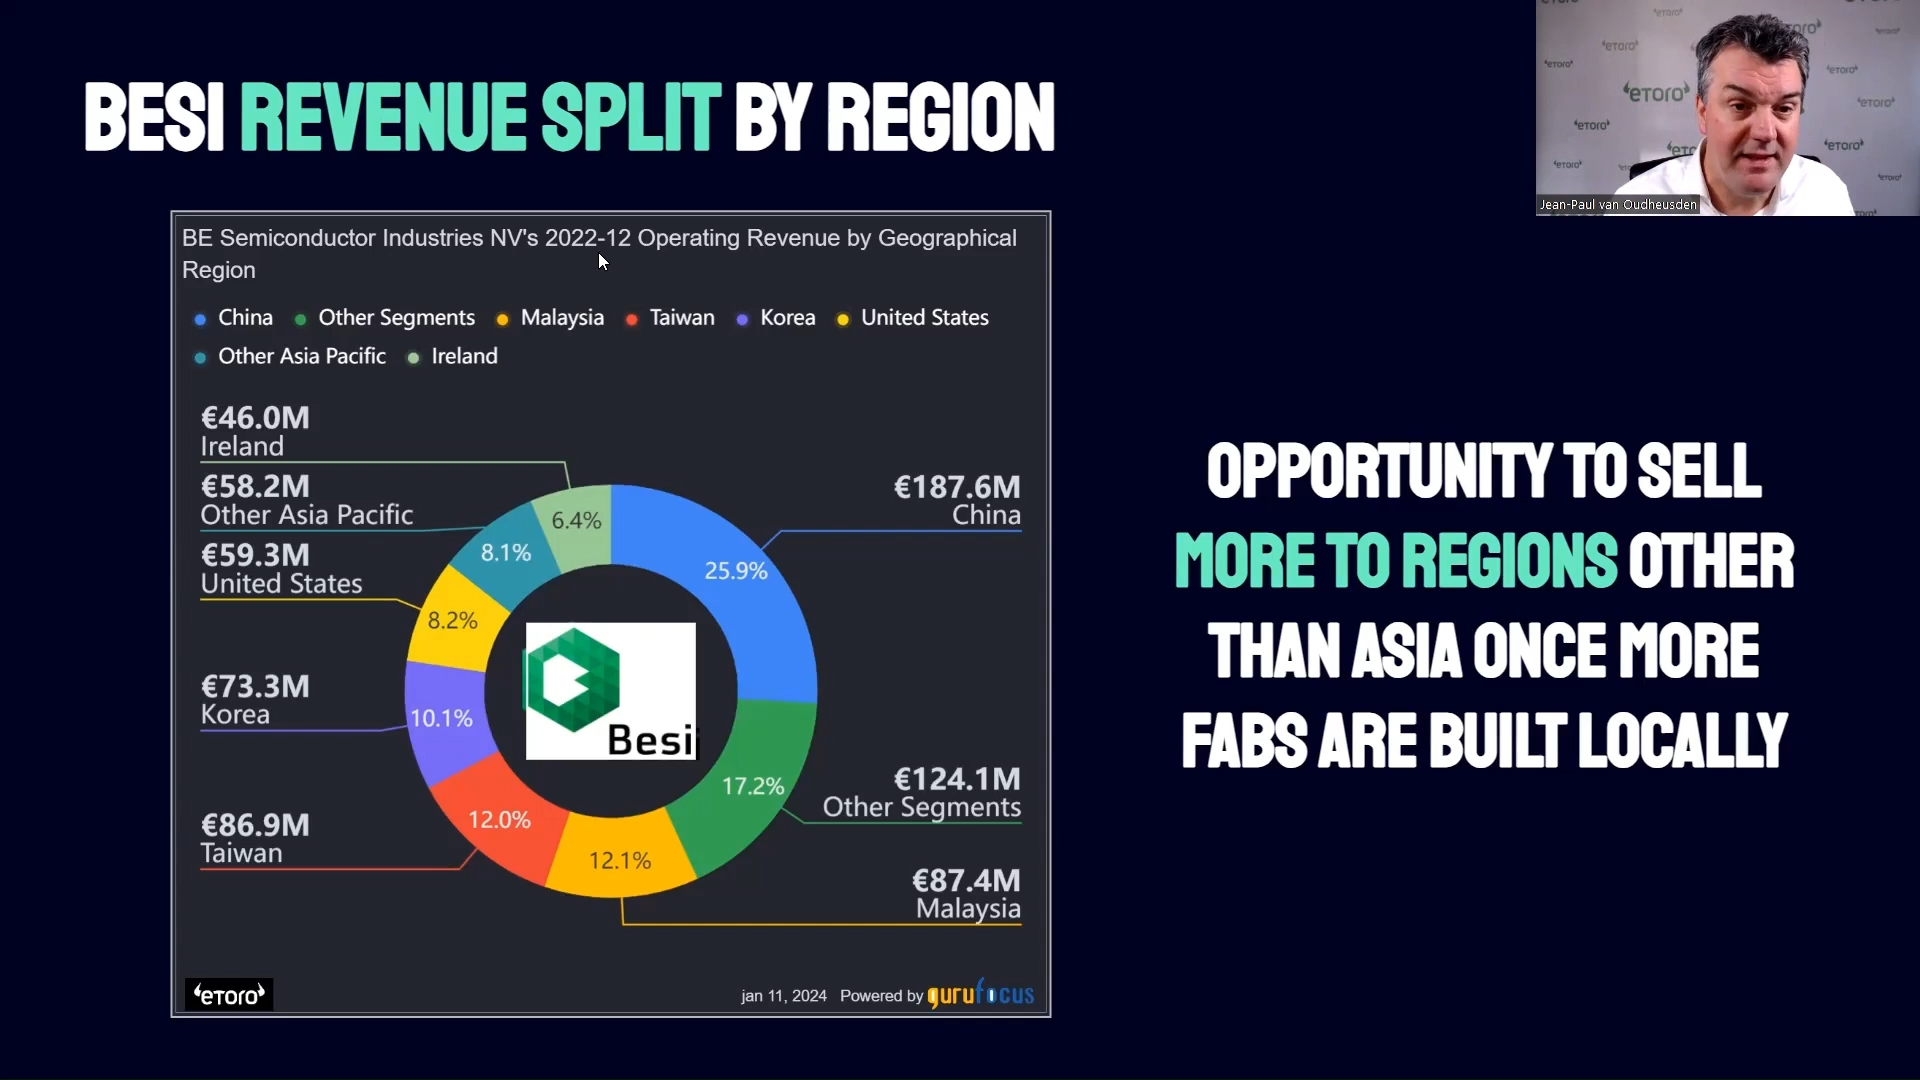 BESI REVENUE SPLIT BY REGION
BE Semiconductor Industries NV's 2022-12 Operating Revenue by Geographical
Region
China Other Segments Malaysia Taiwan Korea United States
Other Asia Pacific Ireland
€46.0M
Ireland
€58.2M
Other Asia Pacific
€59.3M
United States
€73.3M
Korea
€86.9M
Taiwan
€187.6M
China
€124.1M
Other Segments
€87.4M
Malaysia
6.4%
8.1%
8.2%
10.1%
12.0%
12.1%
17.2%
25.9%
Besi
eToro
jan 11, 2024 Powered by gurufocus
OPPORTUNITY TO SELL
MORE TO REGIONS OTHER
THAN ASIA ONCE MORE
FABS ARE BUILT LOCALLY
eToro
Jean-Paul van Oudheusden